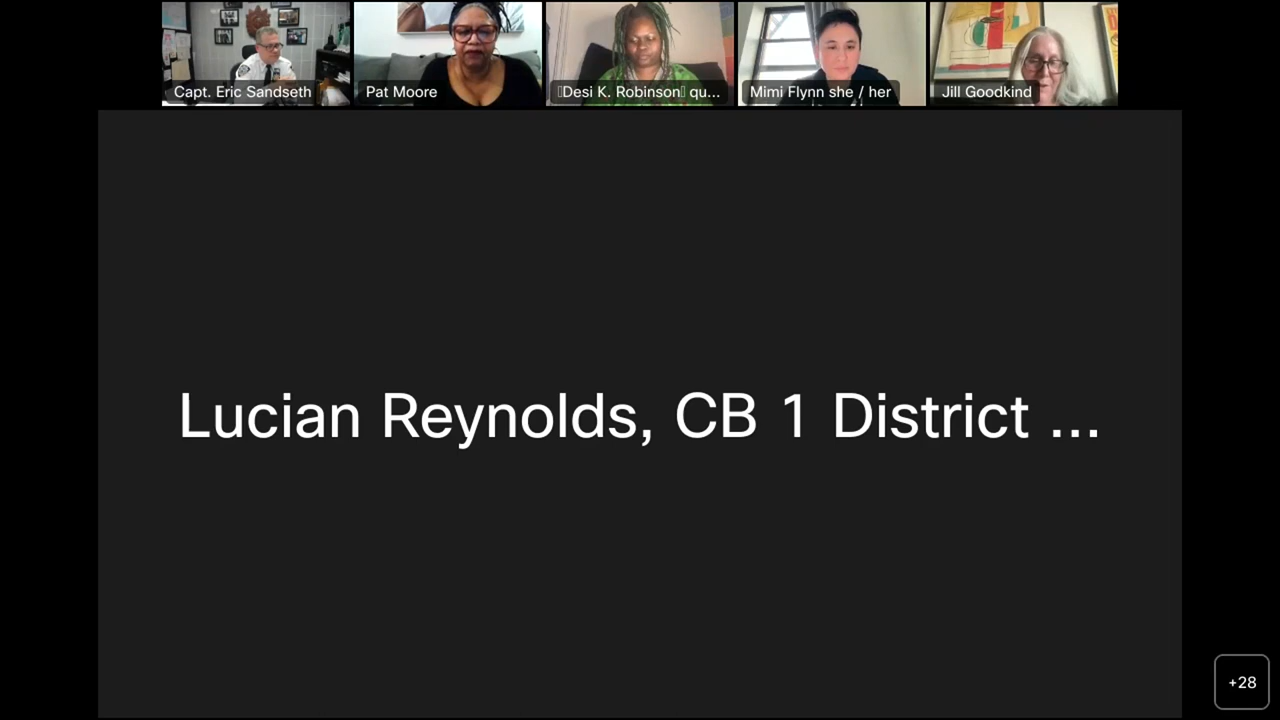 Capt. Eric Sandseth
Pat Moore
▯Desi K. Robinson▯ qu...
Mimi Flynn she / her
Jill Goodkind
Lucian Reynolds, CB 1 District ...
+28